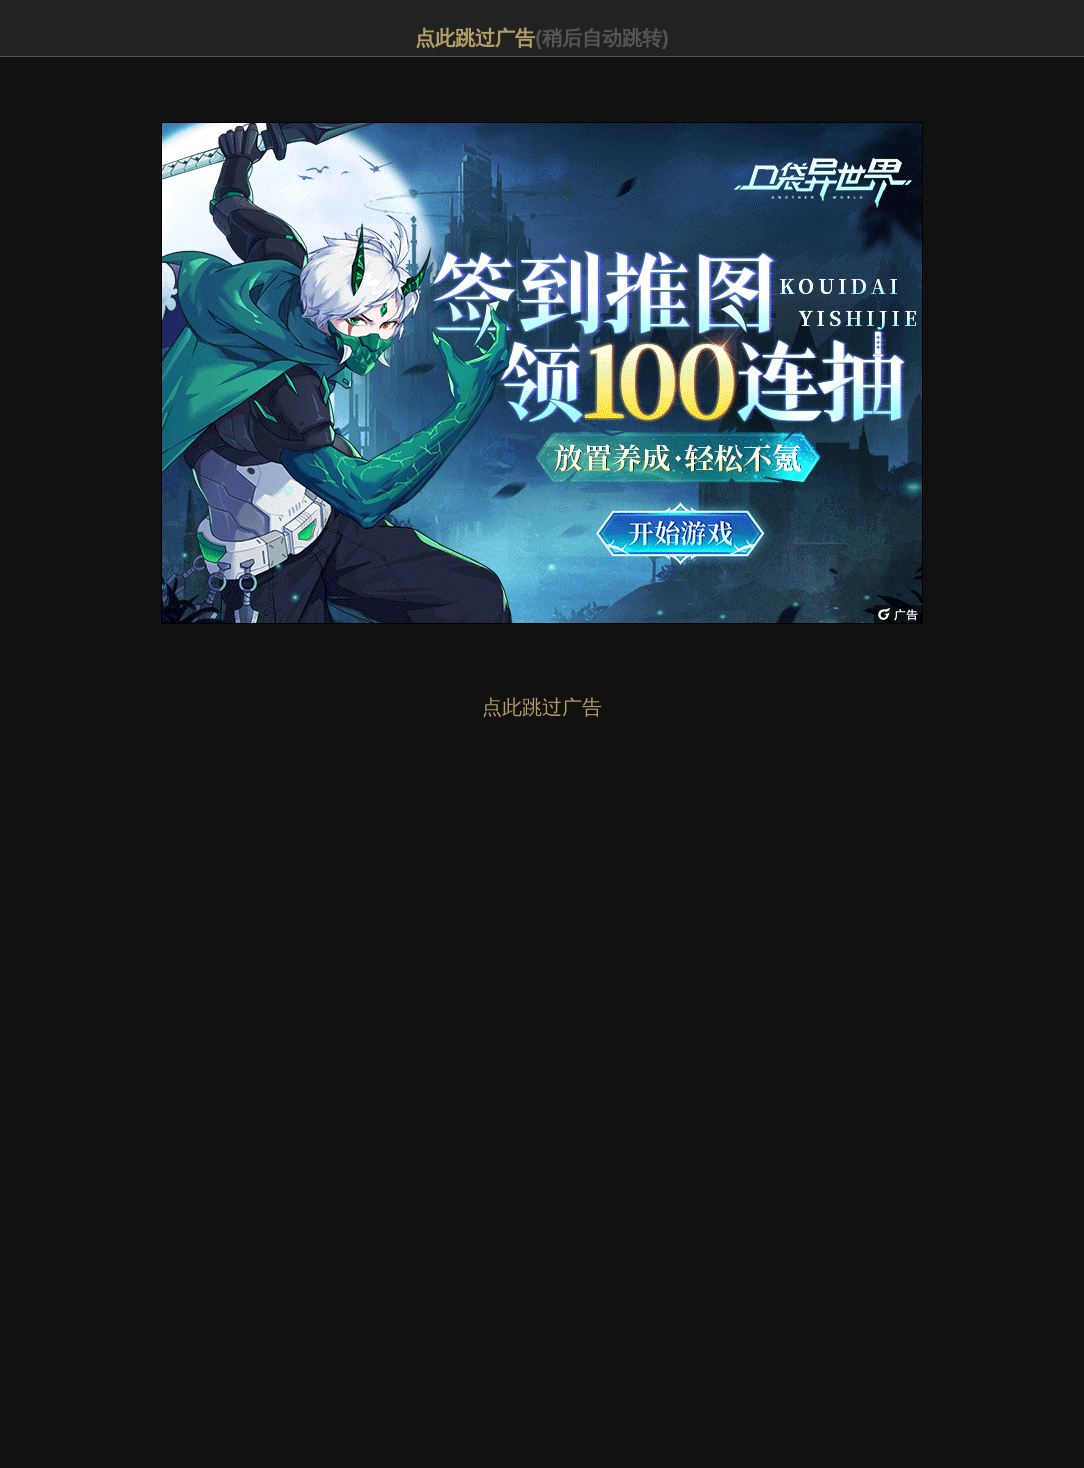 点此跳过广告(稍后自动跳转)
口袋异世界
ANOTHER WORLD
签到推图
KOUIDAI
YISHIJIE
领100连抽
放置养成·轻松不氪
开始游戏
广告
点此跳过广告